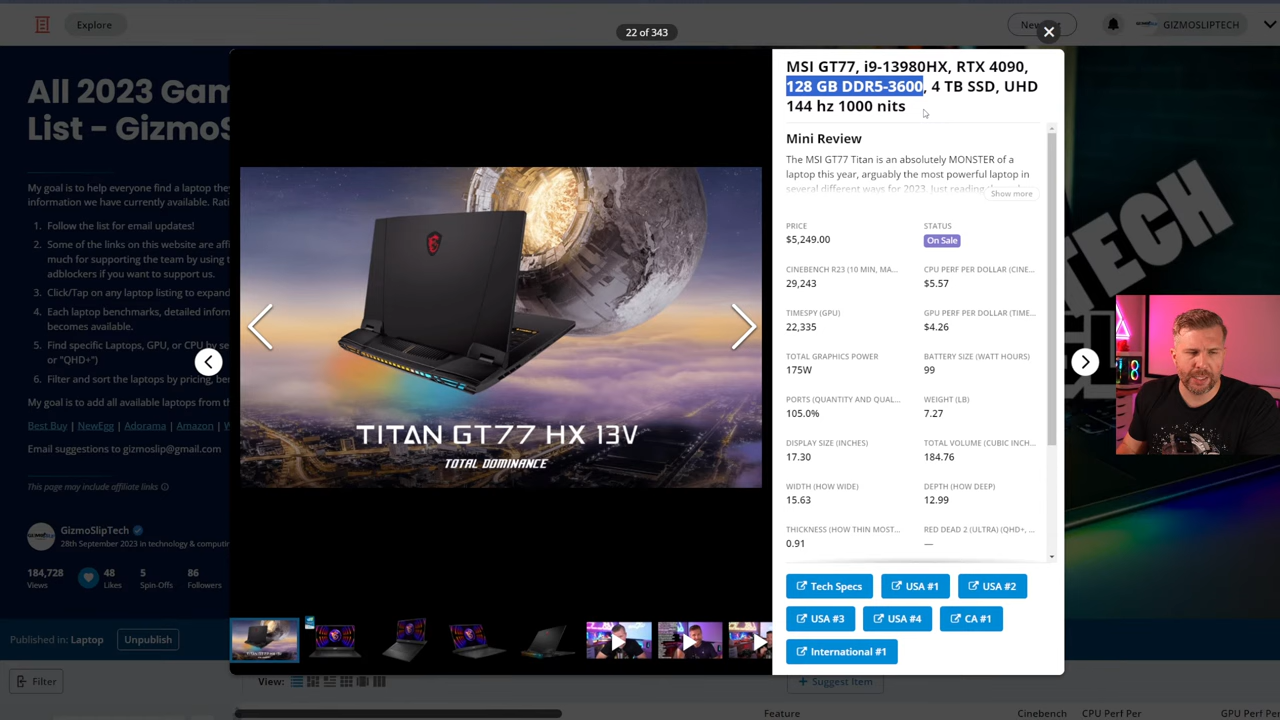 Explore
22 of 343
New
GIZMOSLIPTECH
All 2023 Gam
List – GizmoS
My goal is to help everyone find a laptop the
information we have currently available. Rati
1. Follow the list for email updates!
2. Some of the links on this website are affi
much for supporting the team by using t
adblockers if you want to support us.
3. Click/Tap on any laptop listing to expand
4. Each laptop benchmarks, detailed infor
becomes available.
5. Find specific Laptops, GPU, or CPU by se
or "QHD+")
6. Filter and sort the laptops by pricing, ben
My goal is to add all available laptops from th
Best Buy | NewEgg | Adorama | Amazon | W
Email suggestions to gizmoslip@gmail.com
This page may include affiliate links
GizmoSlipTech
28th September 2023 in technology & computin
184,728
Views
48
Likes
5
Spin-Offs
86
Followers
Published in: Laptop
Unpublish
Filter
View:
Suggest Item
Feature
Cinebench
CPU Perf Per
GPU Perf Per
TITAN GT77 HX 13V
TOTAL DOMINANCE
MSI GT77, i9-13980HX, RTX 4090,
128 GB DDR5-3600, 4 TB SSD, UHD
144 hz 1000 nits
Mini Review
The MSI GT77 Titan is an absolutely MONSTER of a
laptop this year, arguably the most powerful laptop in
several different ways for 2023. Just reading
Show more
PRICE
$5,249.00
STATUS
On Sale
CINEBENCH R23 (10 MIN, MA...
29,243
CPU PERF PER DOLLAR (CINE...
$5.57
TIMESPY (GPU)
22,335
GPU PERF PER DOLLAR (TIME...
$4.26
TOTAL GRAPHICS POWER
175W
BATTERY SIZE (WATT HOURS)
99
PORTS (QUANTITY AND QUAL...
105.0%
WEIGHT (LB)
7.27
DISPLAY SIZE (INCHES)
17.30
TOTAL VOLUME (CUBIC INCH...
184.76
WIDTH (HOW WIDE)
15.63
DEPTH (HOW DEEP)
12.99
THICKNESS (HOW THIN MOST...
0.91
RED DEAD 2 (ULTRA) (QHD+, ...
—
Tech Specs
USA #1
USA #2
USA #3
USA #4
CA #1
International #1
TECH